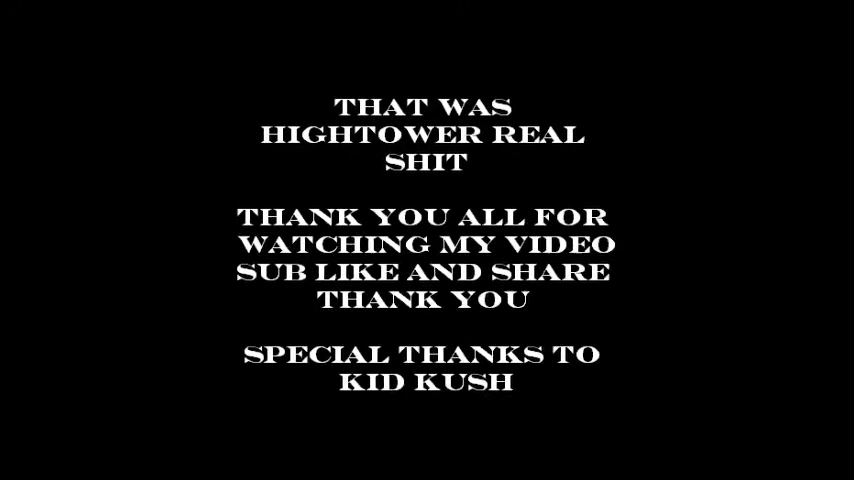 THAT WAS
HIGHTOWER REAL
SHIT
THANK YOU ALL FOR
WATCHING MY VIDEO
SUB LIKE AND SHARE
THANK YOU
SPECIAL THANKS TO
KID KUSH